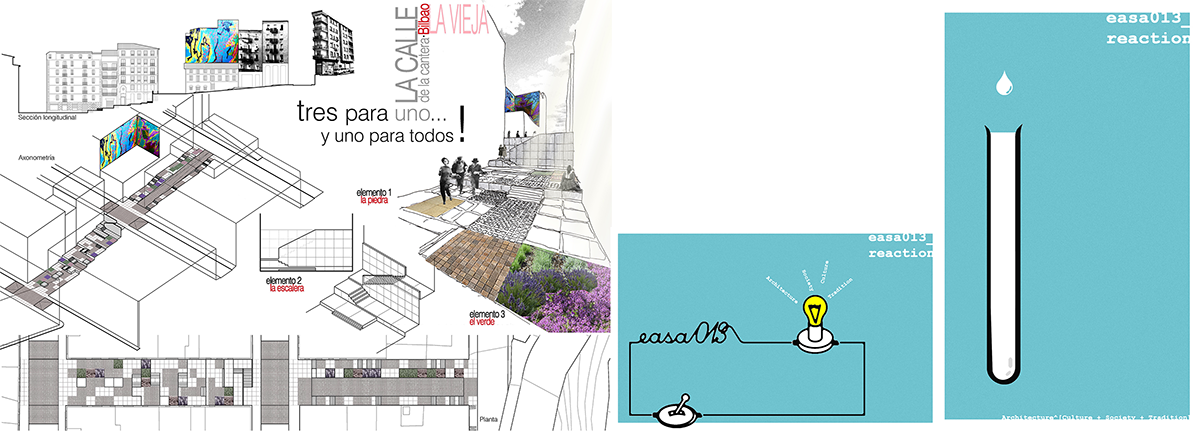 LA CALLE
de la cantera·Bilbao
LA VIEJA
Sección longitudinal
tres para uno...
y uno para todos !
Axonometría
elemento 1
la piedra
elemento 2
la escalera
elemento 3
el verde
Planta
easa013_
reaction
Architecture
Society
Culture
Tradition
easa013
easa013_
reaction
Architecture^[Culture + Society + Tradition]